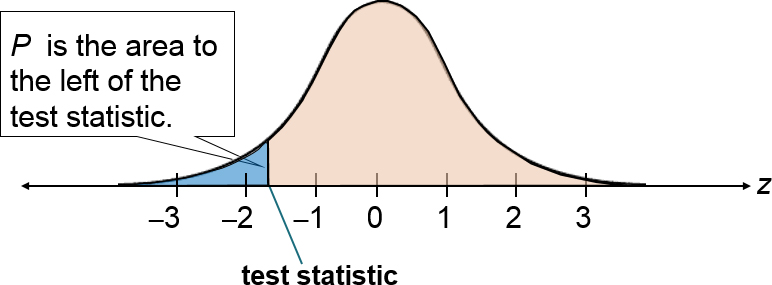 P is the area to
the left of the
test statistic.
z
–3 –2 –1 0 1 2 3
test statistic